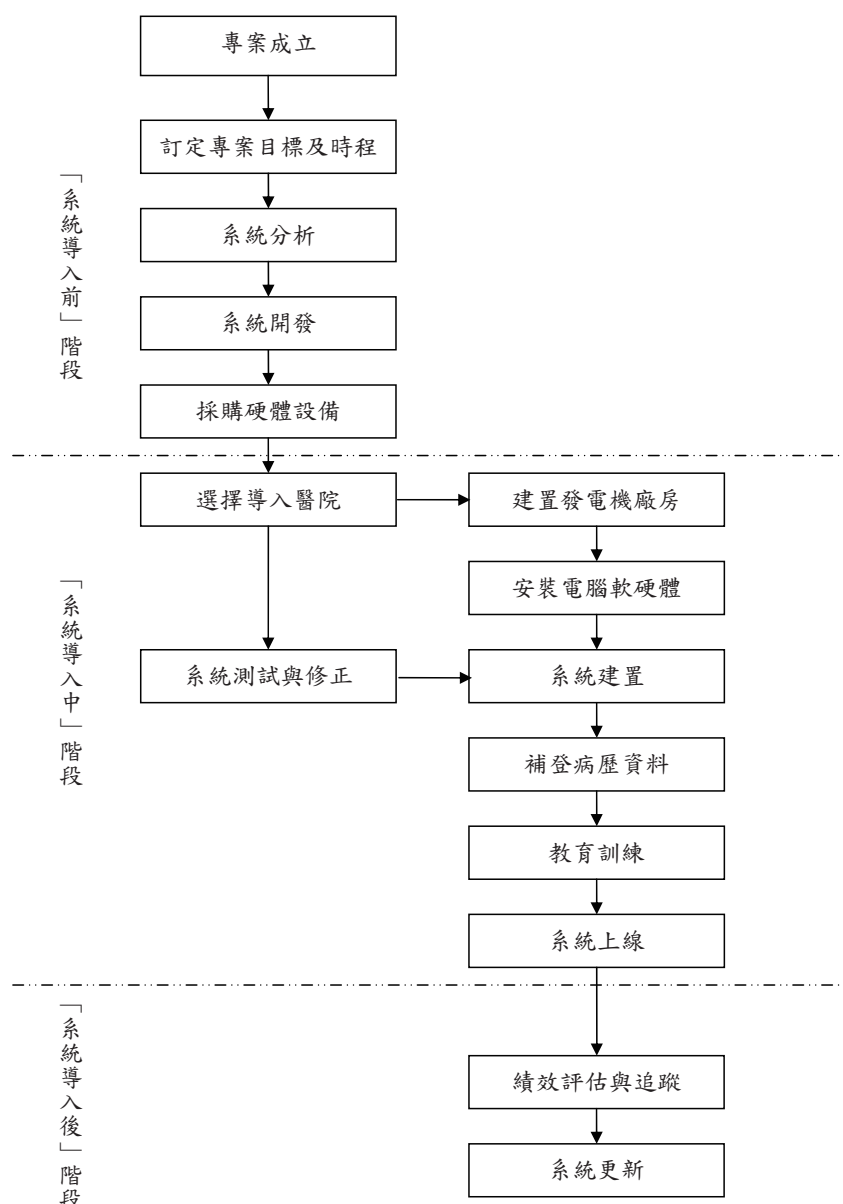 專案成立
訂定專案目標及時程
系統分析
系統開發
採購硬體設備
「系統導入前」階段
選擇導入醫院
建置發電機廠房
安裝電腦軟硬體
系統測試與修正
系統建置
補登病歷資料
教育訓練
系統上線
「系統導入中」階段
績效評估與追蹤
系統更新
「系統導入後」階段